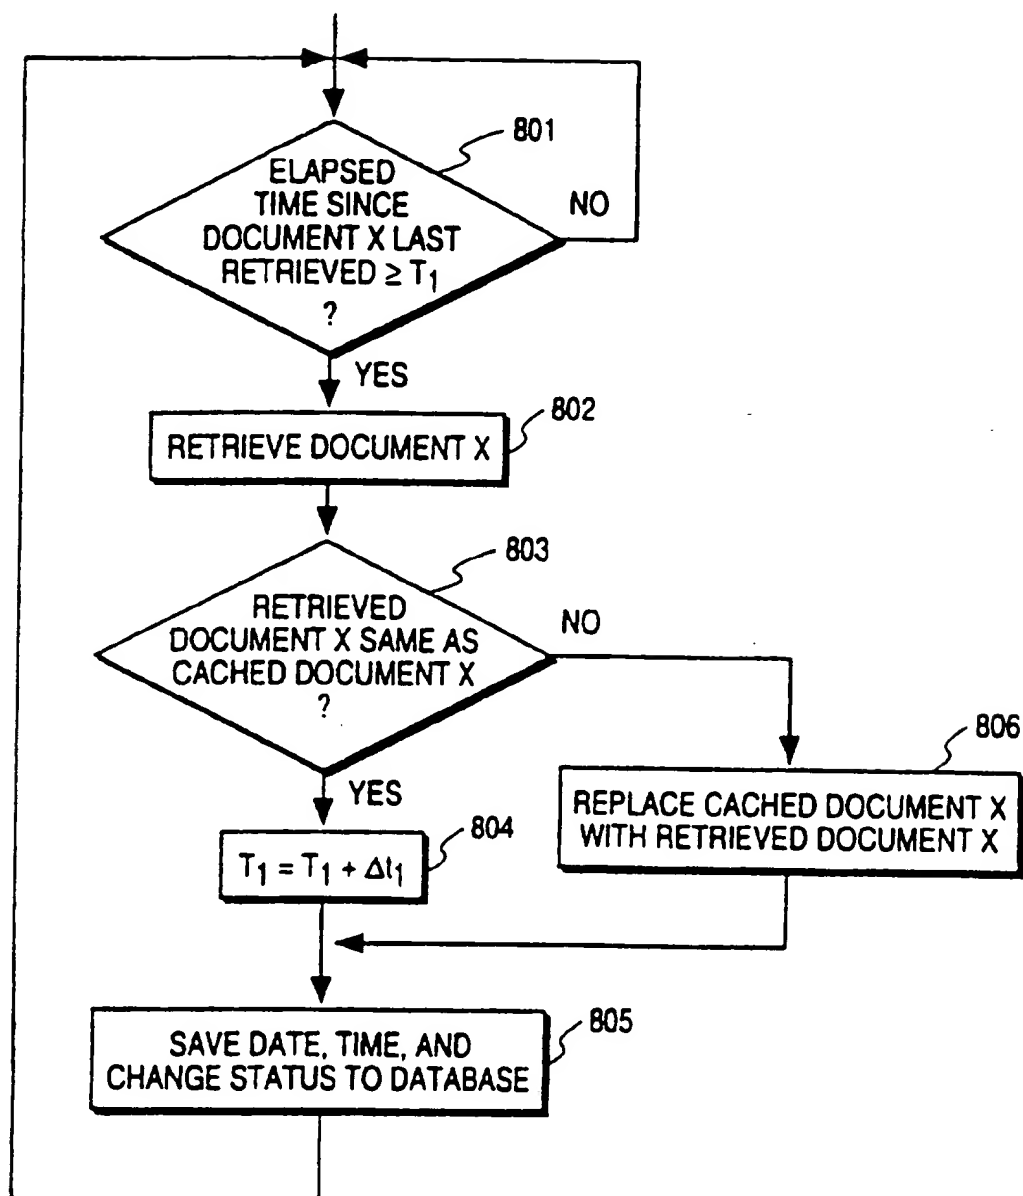 801
ELAPSED
TIME SINCE
DOCUMENT X LAST
RETRIEVED ≥ T1
?
NO
YES
802
RETRIEVE DOCUMENT X
803
RETRIEVED
DOCUMENT X SAME AS
CACHED DOCUMENT X
?
NO
YES
806
REPLACE CACHED DOCUMENT X
WITH RETRIEVED DOCUMENT X
804
T1 = T1 + Δt1
805
SAVE DATE, TIME, AND
CHANGE STATUS TO DATABASE